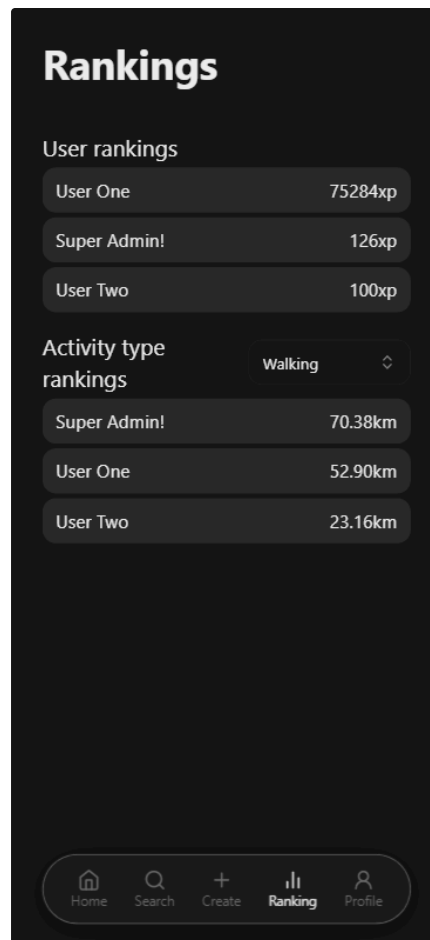 Rankings
User rankings
User One 75284xp
Super Admin! 126xp
User Two 100xp
Activity type
rankings
Walking
Super Admin! 70.38km
User One 52.90km
User Two 23.16km
Home Search Create Ranking Profile